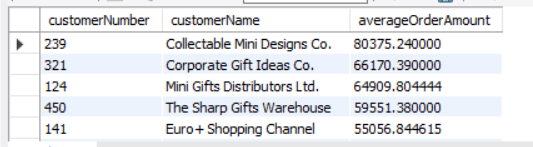 customerNumber customerName averageOrderAmount
239 Collectable Mini Designs Co. 80375.240000
321 Corporate Gift Ideas Co. 66170.390000
124 Mini Gifts Distributors Ltd. 64909.804444
450 The Sharp Gifts Warehouse 59551.380000
141 Euro+ Shopping Channel 55056.844615